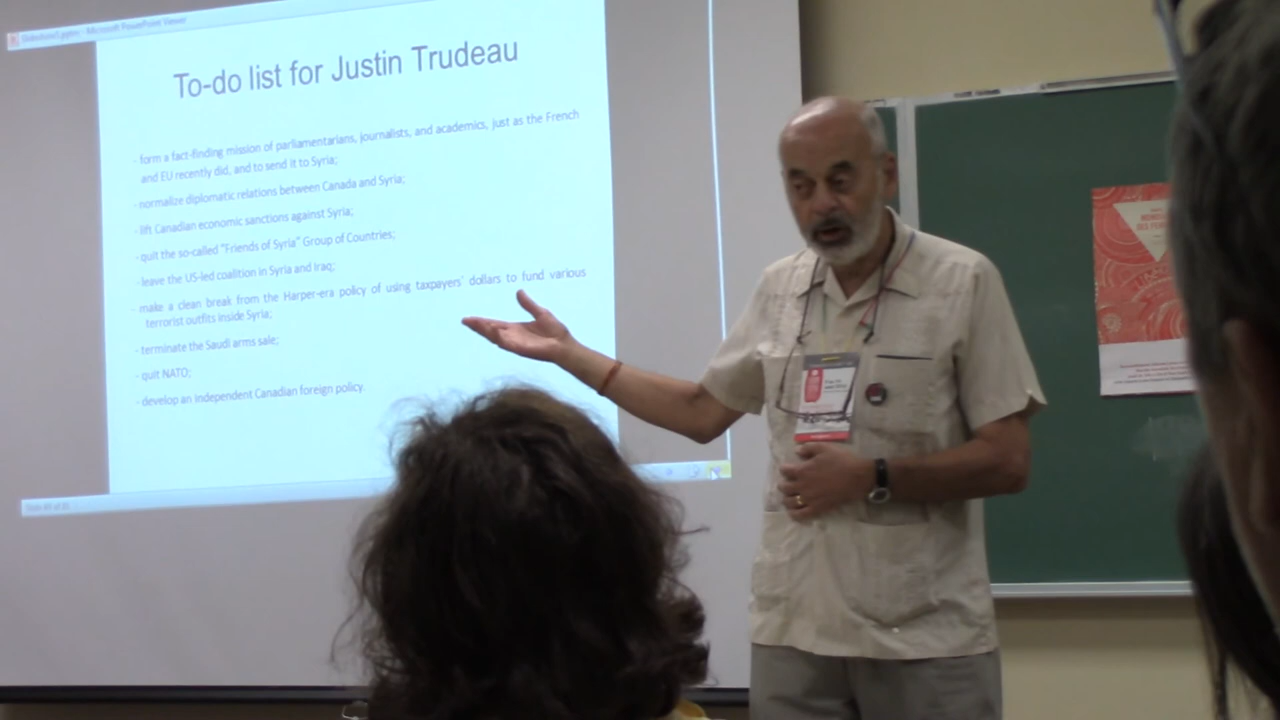 Microsoft PowerPoint Viewer
To-do list for Justin Trudeau
- form a fact-finding mission of parliamentarians, journalists, and academics, just as the French
and EU recently did, and to send it to Syria;
- normalize diplomatic relations between Canada and Syria;
- lift Canadian economic sanctions against Syria;
- quit the so-called "Friends of Syria" Group of Countries;
- leave the US-led coalition in Syria and Iraq;
- make a clean break from the Harper-era policy of using taxpayers' dollars to fund various
terrorist outfits inside Syria;
- terminate the Saudi arms sale;
- quit NATO;
- develop an independent Canadian foreign policy.